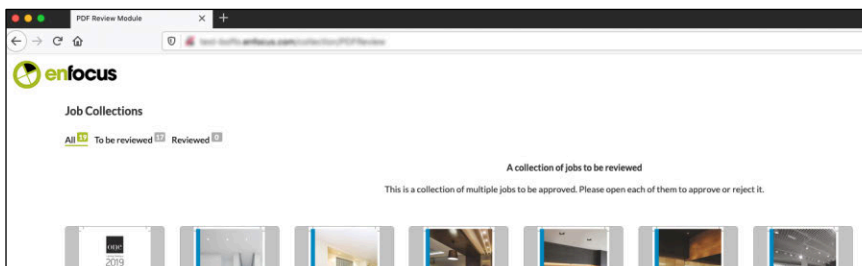 PDF Review Module
enfocus
Job Collections
All 19 To be reviewed 17 Reviewed 0
A collection of jobs to be reviewed
This is a collection of multiple jobs to be approved. Please open each of them to approve or reject it.
one
2019